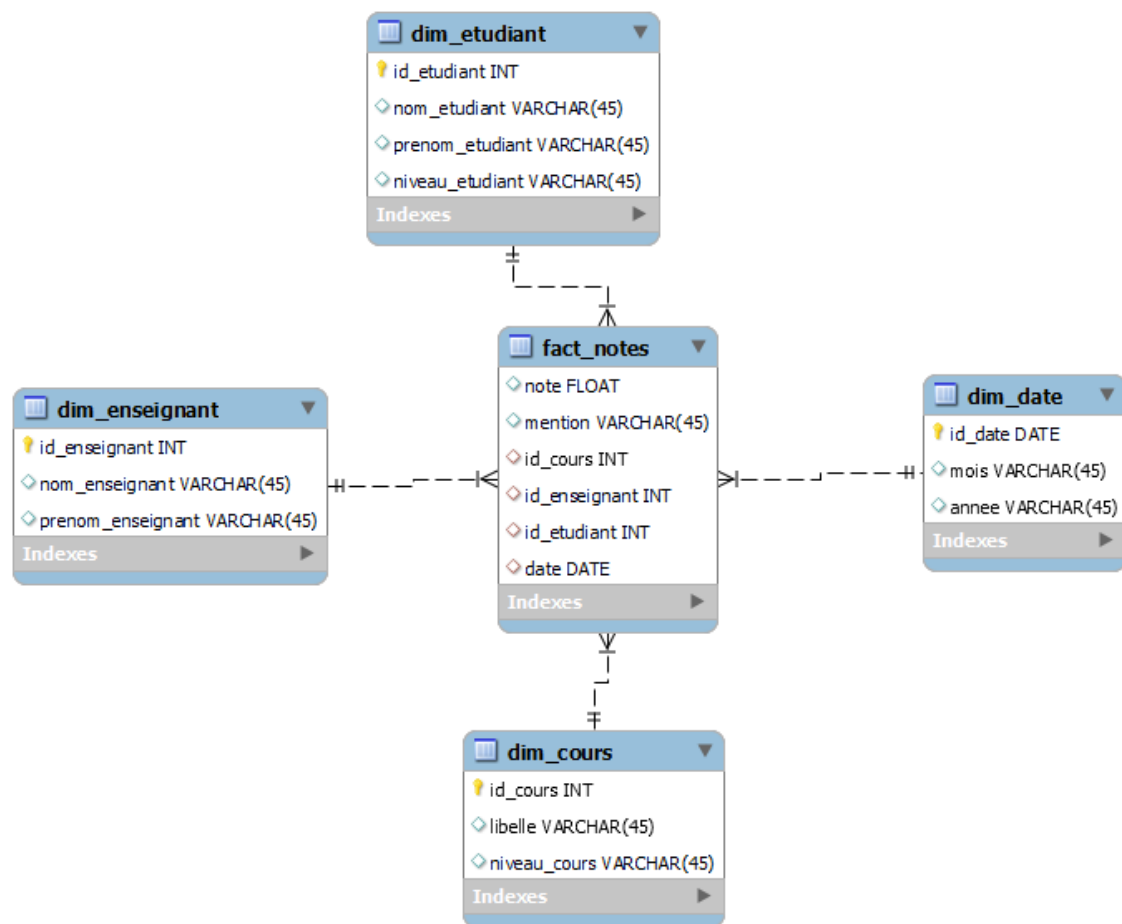 dim_etudiant
id_etudiant INT
nom_etudiant VARCHAR(45)
prenom_etudiant VARCHAR(45)
niveau_etudiant VARCHAR(45)
Indexes
fact_notes
note FLOAT
mention VARCHAR(45)
id_cours INT
id_enseignant INT
id_etudiant INT
date DATE
Indexes
dim_enseignant
id_enseignant INT
nom_enseignant VARCHAR(45)
prenom_enseignant VARCHAR(45)
Indexes
dim_date
id_date DATE
mois VARCHAR(45)
annee VARCHAR(45)
Indexes
dim_cours
id_cours INT
libelle VARCHAR(45)
niveau_cours VARCHAR(45)
Indexes